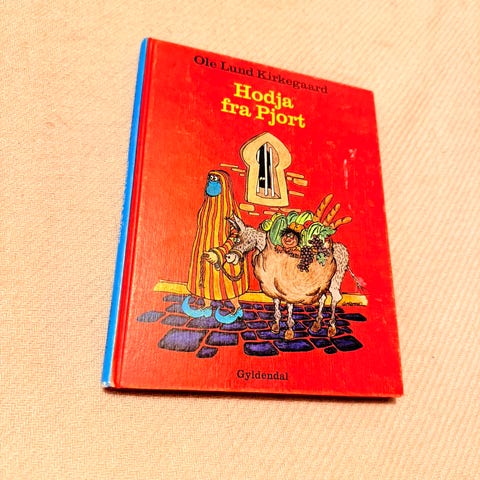 Ole Lund Kirkegaard
Hodja
fra Pjort
Gyldendal